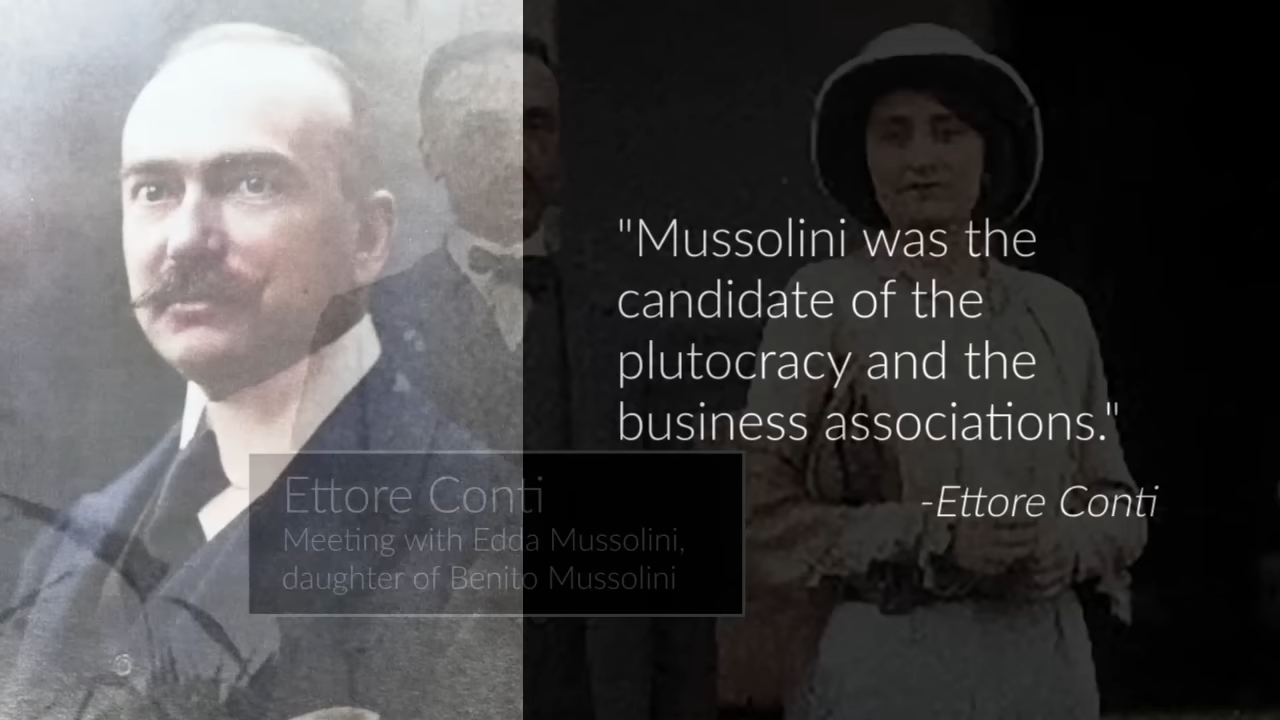 "Mussolini was the
candidate of the
plutocracy and the
business associations."
-Ettore Conti
Ettore Conti
Meeting with Edda Mussolini,
daughter of Benito Mussolini